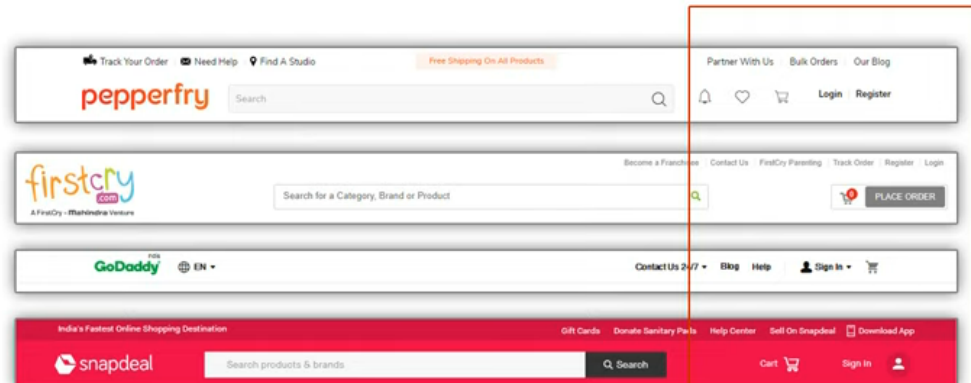 Track Your Order Need Help Find A Studio Free Shipping On All Products Partner With Us Bulk Orders Our Blog
pepperfry Search Login Register
Become a Franchisee Contact Us FirstCry Parenting Track Order Register Login
firstcry
.com
Search for a Category, Brand or Product 0 PLACE ORDER
A FirstCry - Mahindra Venture
India
GoDaddy EN Contact Us 24/7 Blog Help Sign In
India's Fastest Online Shopping Destination Gift Cards Donate Sanitary Pads Help Center Sell On Snapdeal Download App
snapdeal Search products & brands Search Cart Sign In